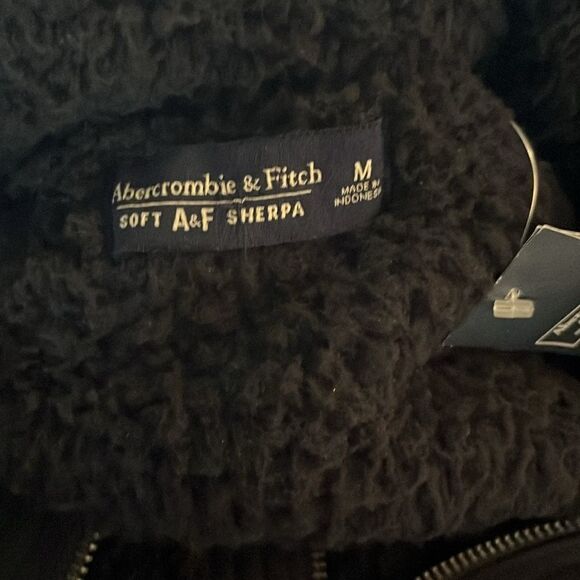 Abercrombie & Fitch
SOFT A&F SHERPA
M
MADE IN
INDONESIA